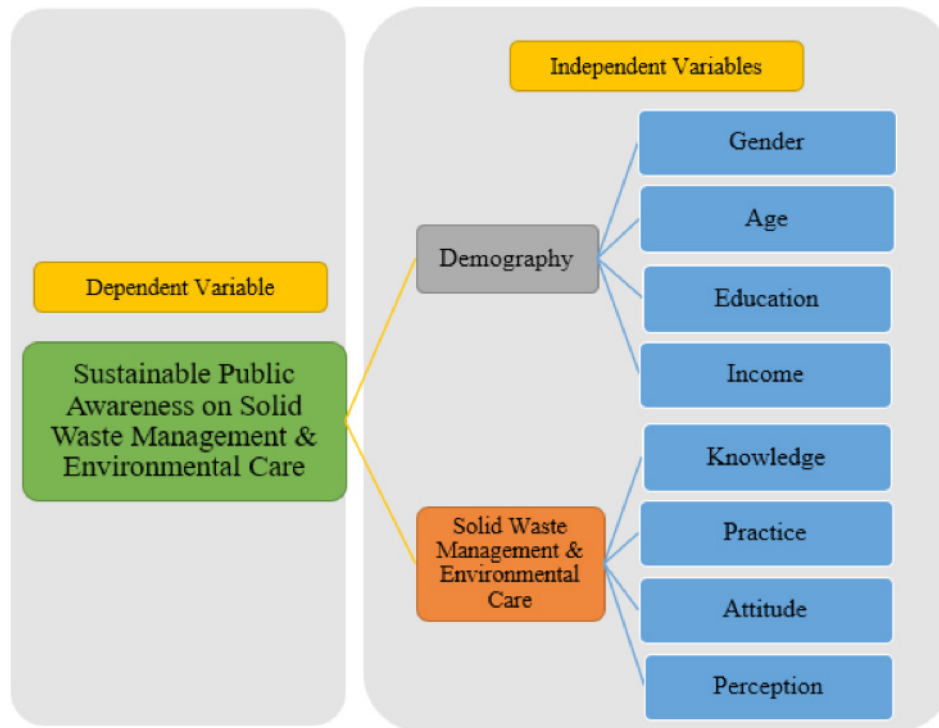 Dependent Variable
Sustainable Public
Awareness on Solid
Waste Management &
Environmental Care
Independent Variables
Demography
Gender
Age
Education
Income
Solid Waste
Management &
Environmental
Care
Knowledge
Practice
Attitude
Perception